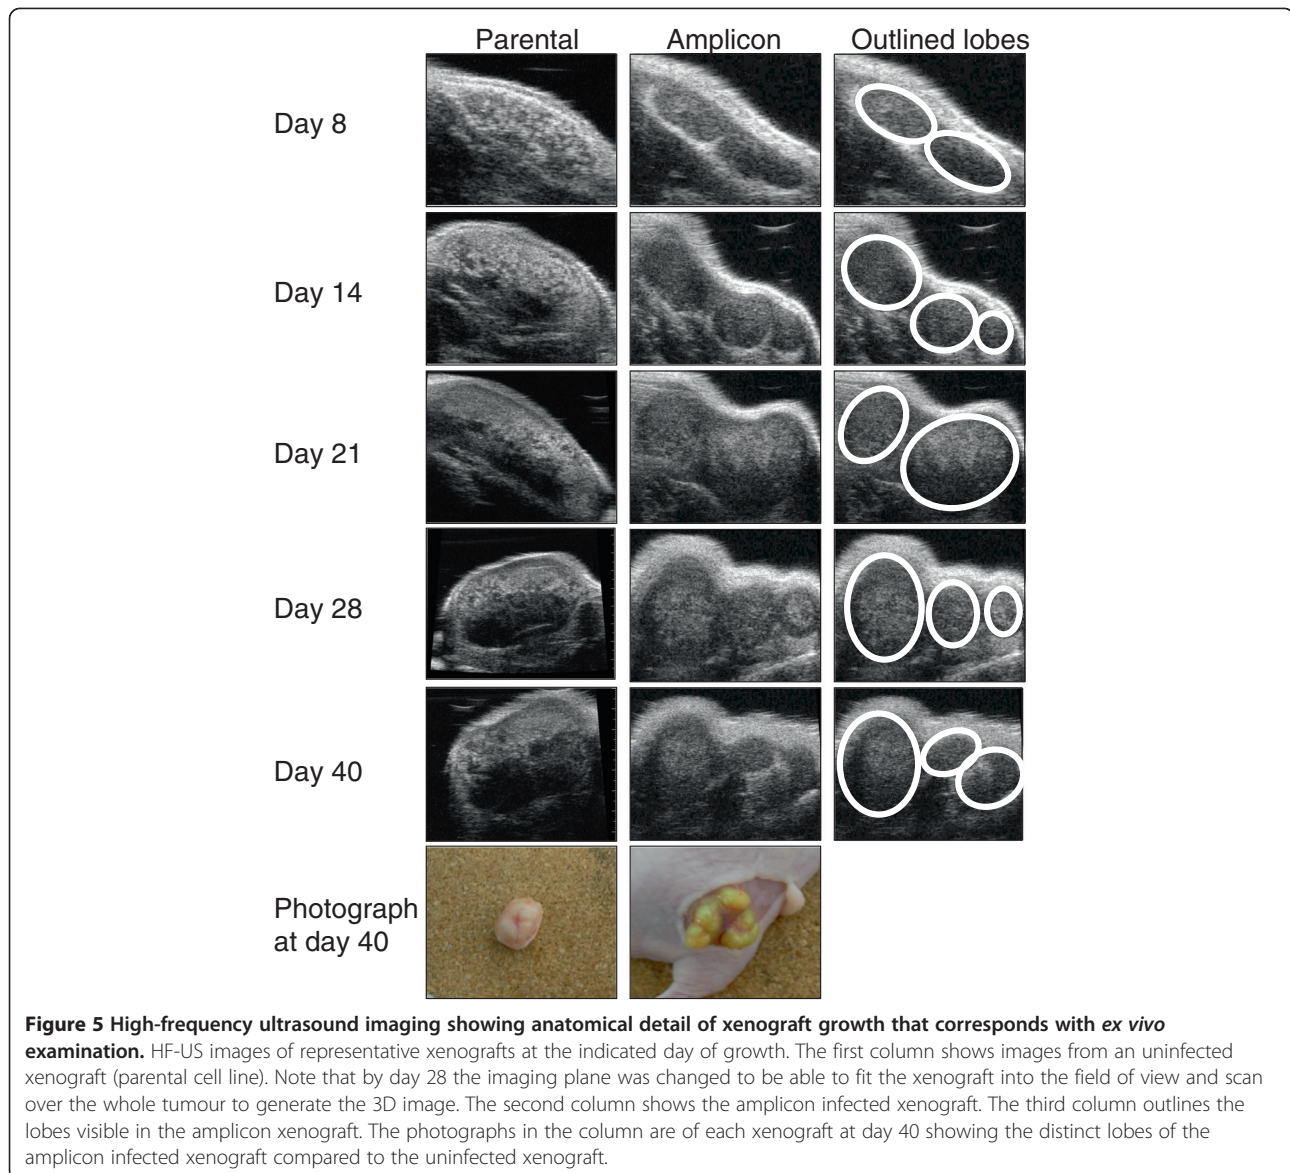 Parental Amplicon Outlined lobes
Day 8
Day 14
Day 21
Day 28
Day 40
Photograph
at day 40
Figure 5 High-frequency ultrasound imaging showing anatomical detail of xenograft growth that corresponds with ex vivo
examination. HF-US images of representative xenografts at the indicated day of growth. The first column shows images from an uninfected
xenograft (parental cell line). Note that by day 28 the imaging plane was changed to be able to fit the xenograft into the field of view and scan
over the whole tumour to generate the 3D image. The second column shows the amplicon infected xenograft. The third column outlines the
lobes visible in the amplicon xenograft. The photographs in the column are of each xenograft at day 40 showing the distinct lobes of the
amplicon infected xenograft compared to the uninfected xenograft.